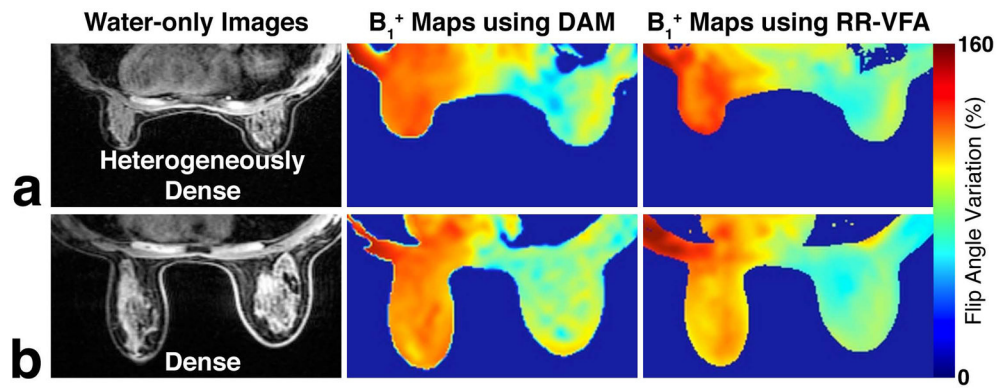 Water-only Images
B₁⁺ Maps using DAM
B₁⁺ Maps using RR-VFA
160
Heterogeneously
Dense
a
Flip Angle Variation (%)
Dense
b
0